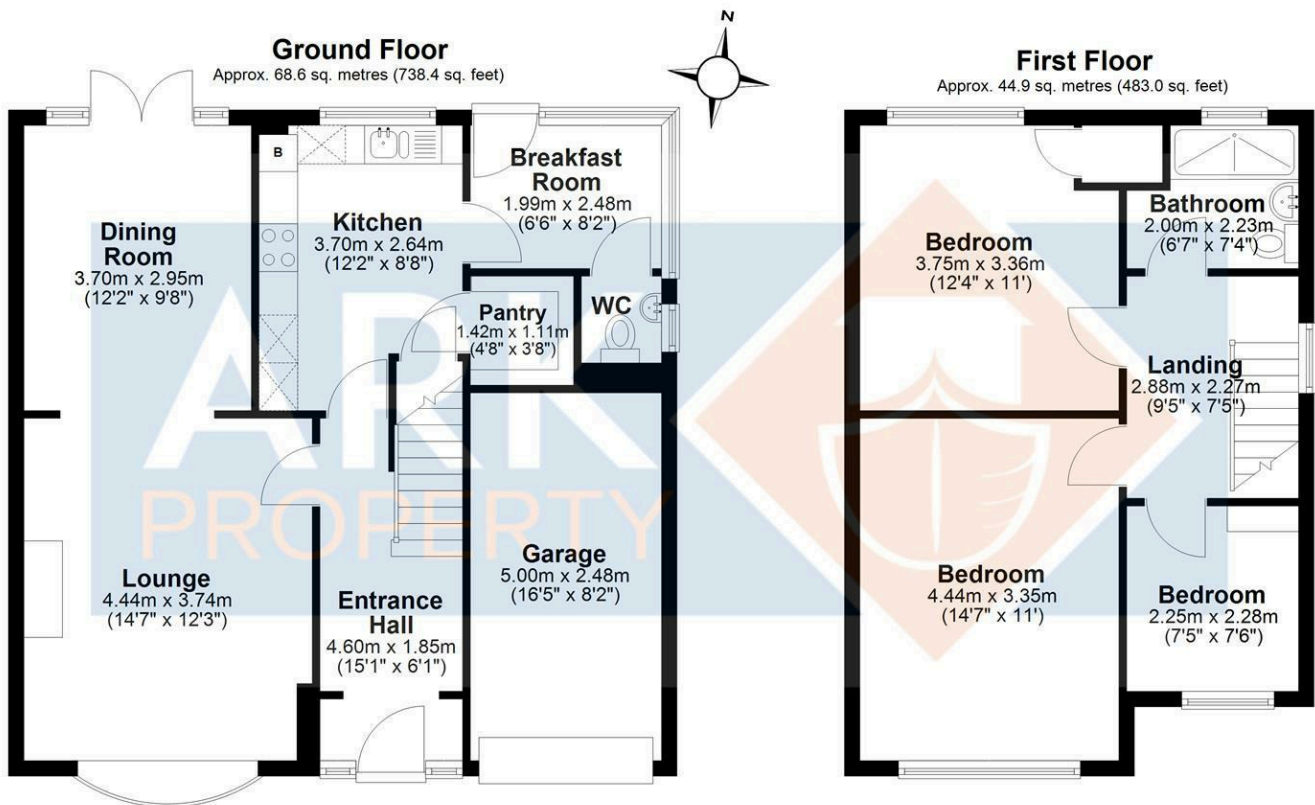 Ground Floor
Approx. 68.6 sq. metres (738.4 sq. feet)
N
First Floor
Approx. 44.9 sq. metres (483.0 sq. feet)
B
Kitchen
3.70m x 2.64m
(12'2" x 8'8")
Breakfast
Room
1.99m x 2.48m
(6'6" x 8'2")
Dining
Room
3.70m x 2.95m
(12'2" x 9'8")
Pantry
1.42m x 1.11m
(4'8" x 3'8")
WC
Lounge
4.44m x 3.74m
(14'7" x 12'3")
Entrance
Hall
4.60m x 1.85m
(15'1" x 6'1")
Garage
5.00m x 2.48m
(16'5" x 8'2")
Bedroom
3.75m x 3.36m
(12'4" x 11')
Bathroom
2.00m x 2.23m
(6'7" x 7'4")
Landing
2.88m x 2.27m
(9'5" x 7'5")
Bedroom
4.44m x 3.35m
(14'7" x 11')
Bedroom
2.25m x 2.28m
(7'5" x 7'6")
ARK
PROPERTY